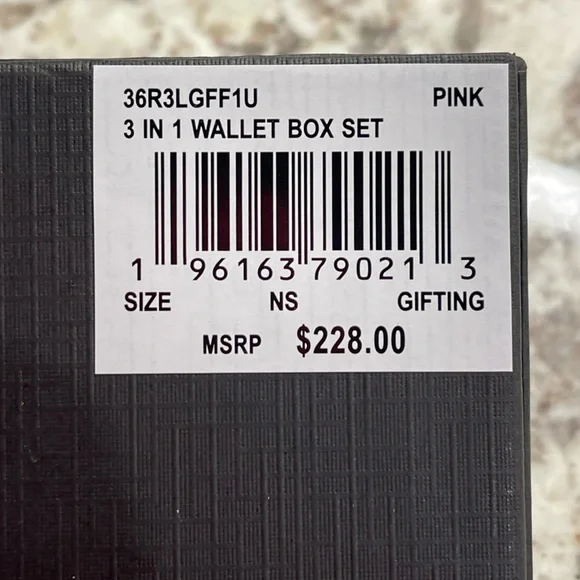 36R3LGFF1U PINK
3 IN 1 WALLET BOX SET
1 96163 79021 3
SIZE NS GIFTING
MSRP $228.00